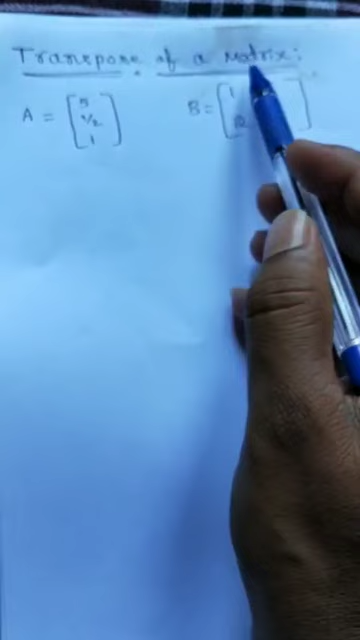 Transpose of a Matrix:
A = [5
1/2
1]
B = [1
2